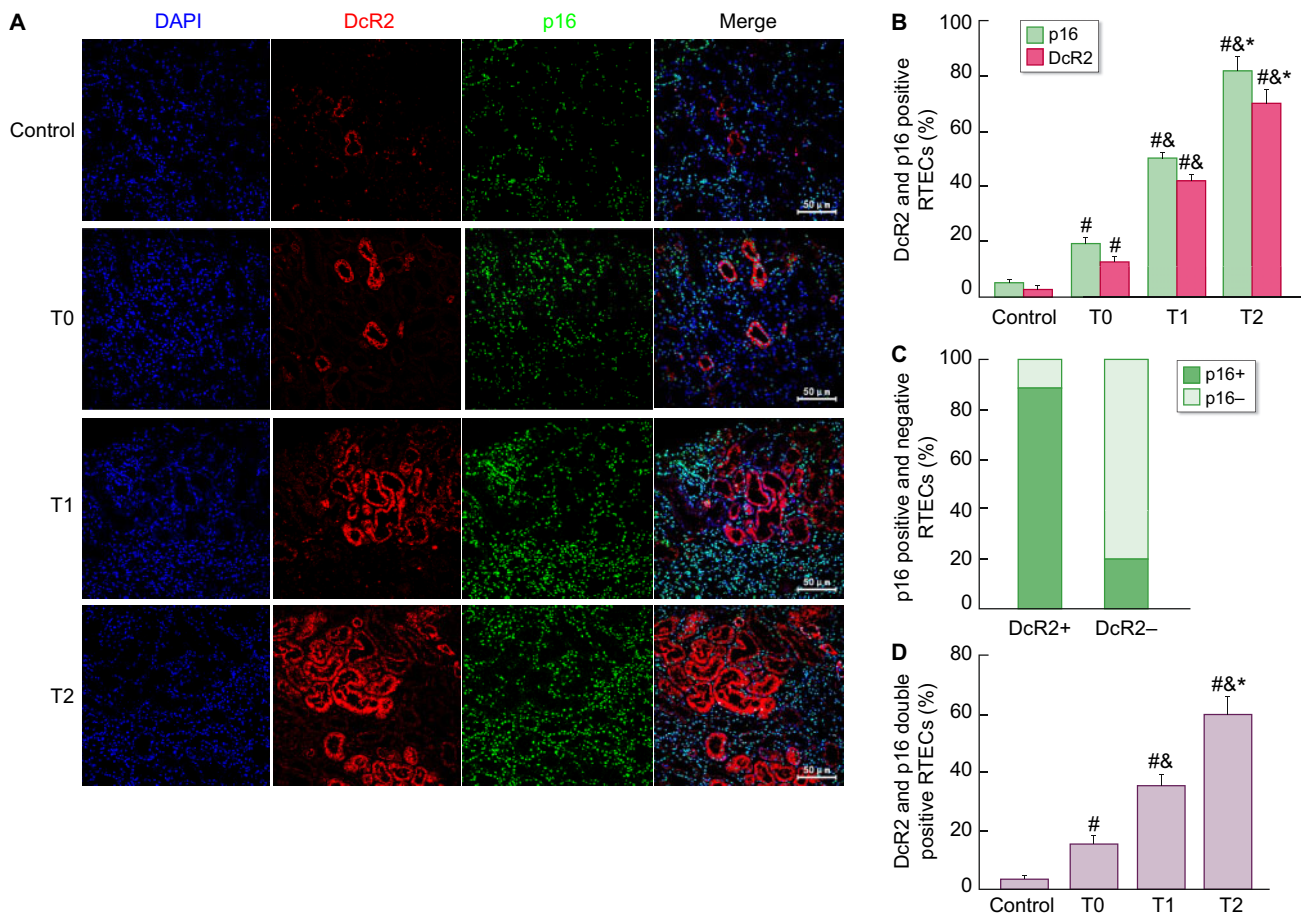 A
DAPI
DcR2
p16
Merge
Control
50 μm
T0
50 μm
T1
50 μm
T2
50 μm
B
DcR2 and p16 positive
RTECs (%)
100
80
60
40
20
0
p16
DcR2
#
#
#&
#&
#&*
#&*
Control
T0
T1
T2
C
p16 positive and negative
RTECs (%)
100
80
60
40
20
0
p16+
p16–
DcR2+
DcR2–
D
DcR2 and p16 double
positive RTECs (%)
80
60
40
20
0
#
#&
#&*
Control
T0
T1
T2